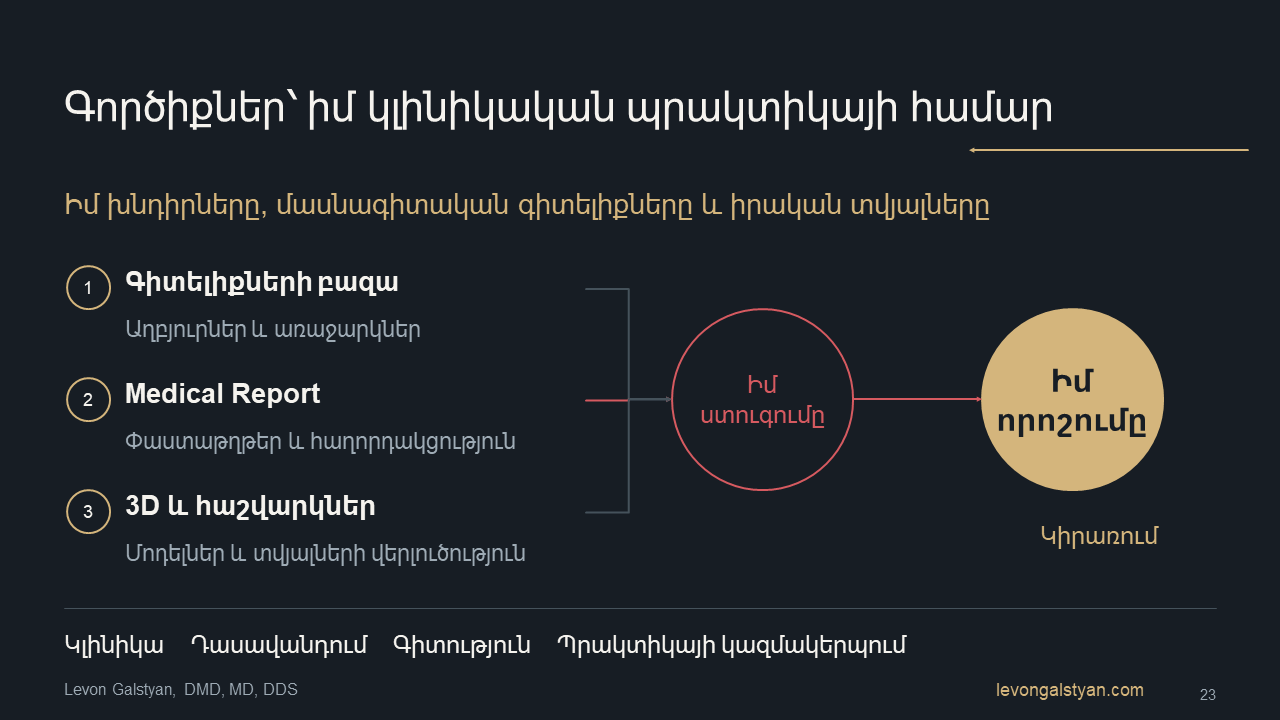 Գործիքներ՝ իմ կլինիկական պրակտիկայի համար
Իմ խնդիրները, մասնագիտական գիտելիքները և իրական տվյալները
1
Գիտելիքների բազա
Աղբյուրներ և առաջարկներ
2
Medical Report
Փաստաթղթեր և հաղորդակցություն
3
3D և հաշվարկներ
Մոդելներ և տվյալների վերլուծություն
Իմ
ստուգումը
Իմ
որոշումը
Կիրառում
Կլինիկա Դասավանդում Գիտություն Պրակտիկայի կազմակերպում
Levon Galstyan, DMD, MD, DDS
levongalstyan.com
23